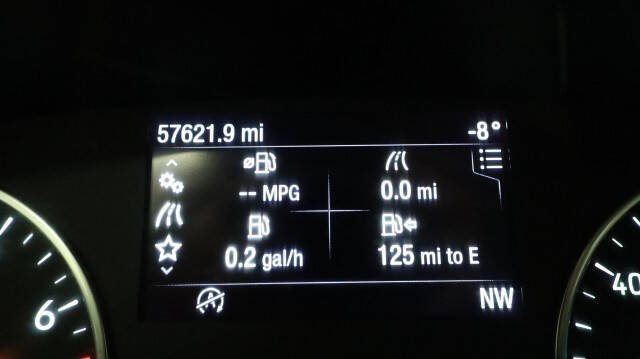 57621.9 mi -8°
-- MPG 0.0 mi
0.2 gal/h 125 mi to E
A NW
6 40